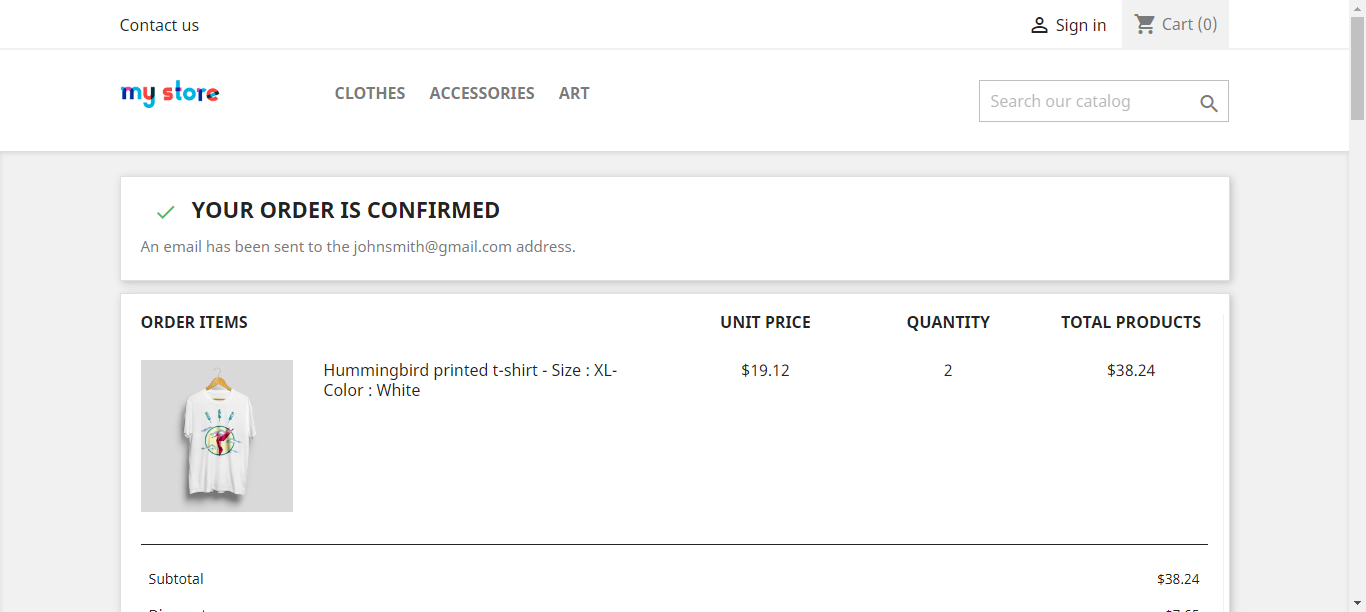 Contact us
Sign in
Cart (0)
my store
CLOTHES ACCESSORIES ART
Search our catalog
YOUR ORDER IS CONFIRMED
An email has been sent to the johnsmith@gmail.com address.
ORDER ITEMS UNIT PRICE QUANTITY TOTAL PRODUCTS
Hummingbird printed t-shirt - Size : XL- $19.12 2 $38.24
Color : White
Subtotal $38.24